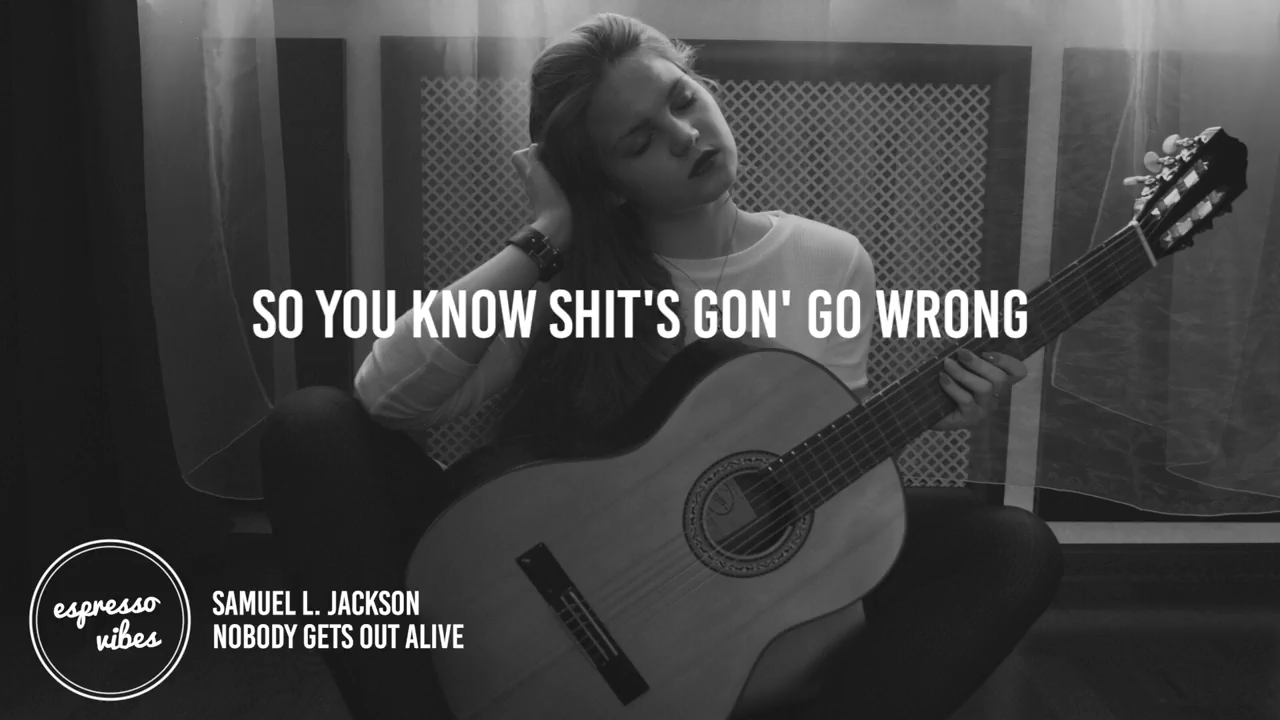 SO YOU KNOW SHIT'S GON' GO WRONG
espresso
vibes
SAMUEL L. JACKSON
NOBODY GETS OUT ALIVE